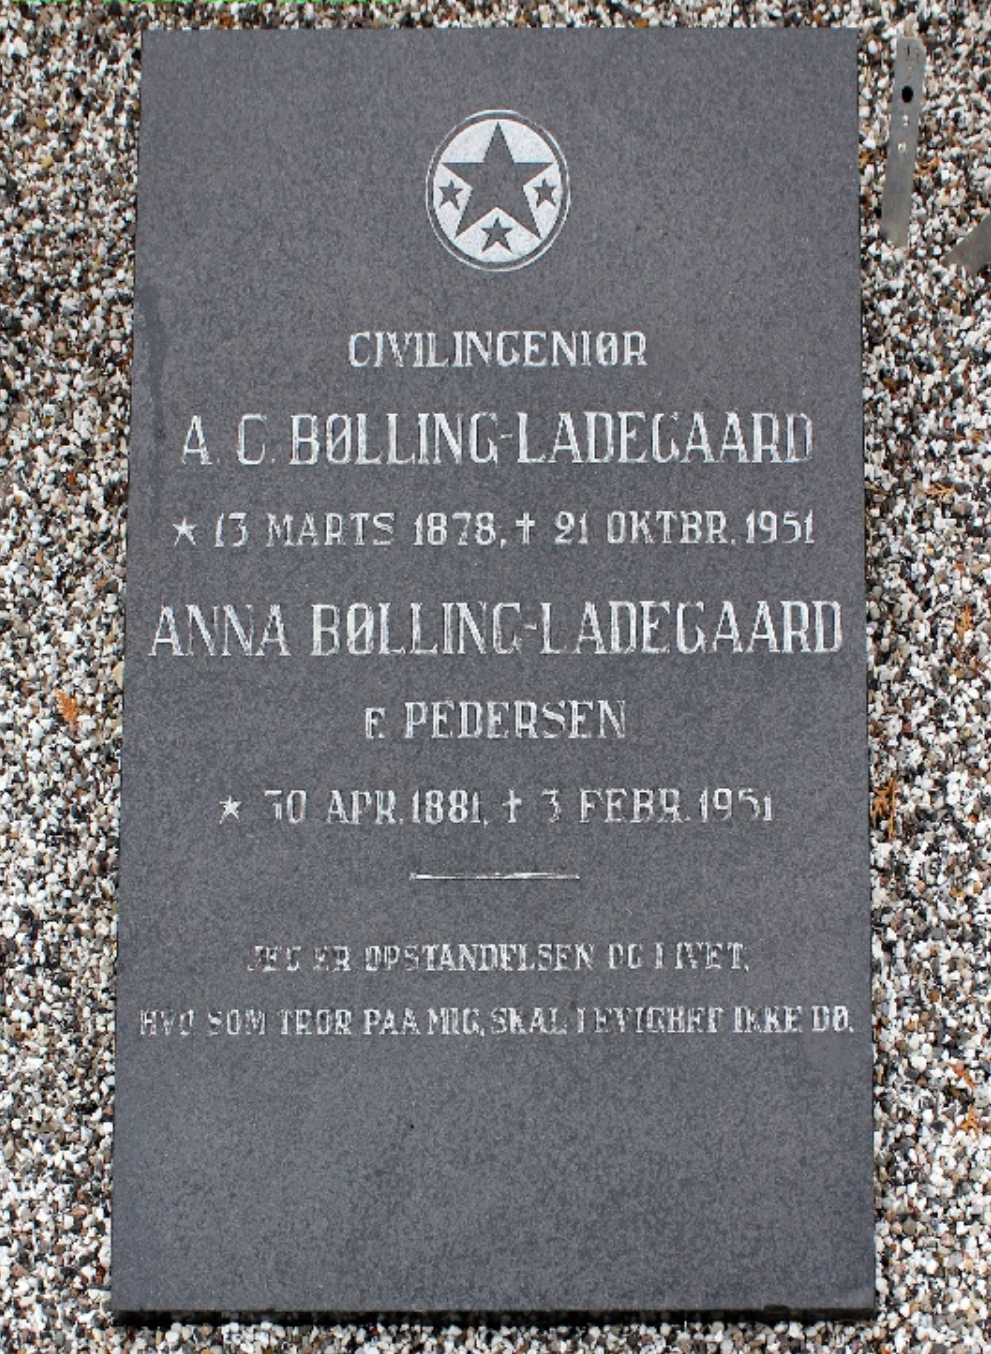 CIVILINGENIØR
A. C. BØLLING-LADEGAARD
★ 13 MARTS 1878, † 21 OKTBR. 1951
ANNA BØLLING-LADEGAARD
F. PEDERSEN
★ 30 APR. 1881, † 3 FEBR. 1951
JEG ER OPSTANDELSEN OG LIVET,
HVO SOM TROR PAA MIG, SKAL I EVIGHED IKKE DØ.